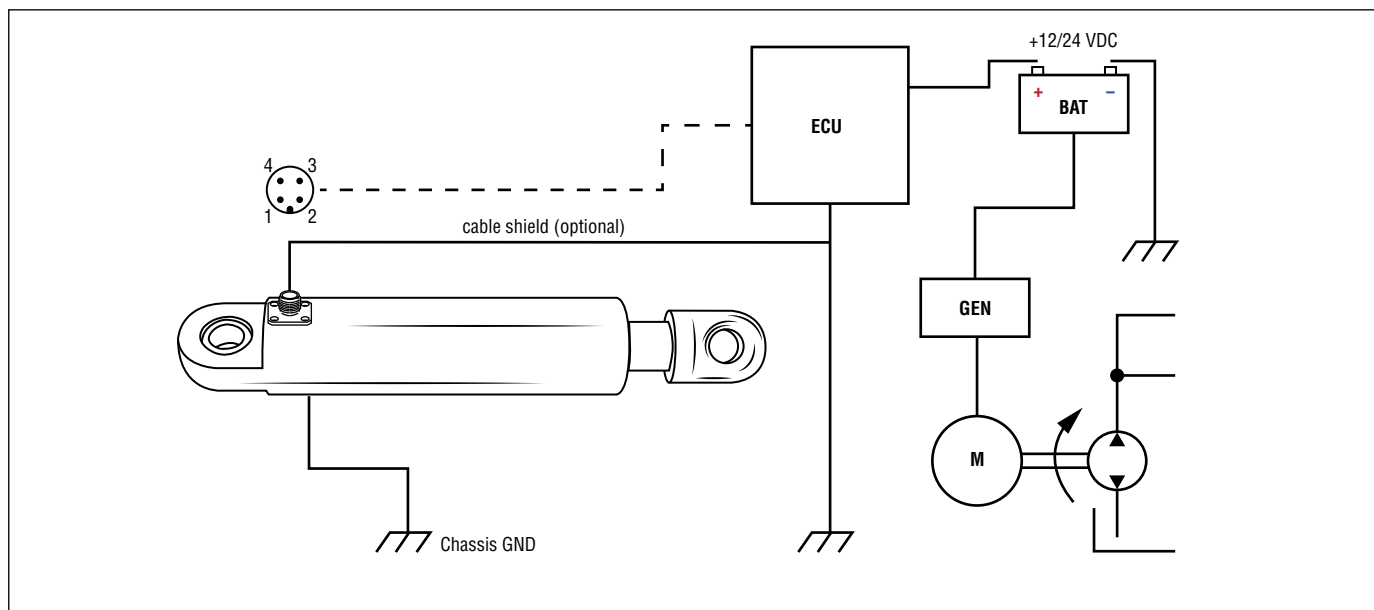 +12/24 VDC
+ −
BAT
ECU
4 3
1 2
cable shield (optional)
GEN
M
Chassis GND